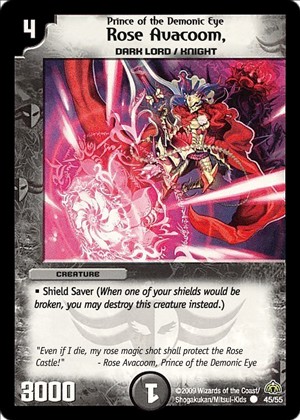 4
Prince of the Demonic Eye
Rose Avacoom,
DARK LORD / KNIGHT
CREATURE
▪ Shield Saver (When one of your shields would
be broken, you may destroy this creature instead.)
"Even if I die, my rose magic shot shall protect the Rose
Castle!" - Rose Avacoom, Prince of the Demonic Eye
3000
1
©2009 Wizards of the Coast/
Shogakukan/Mitsui-Kids
45/55